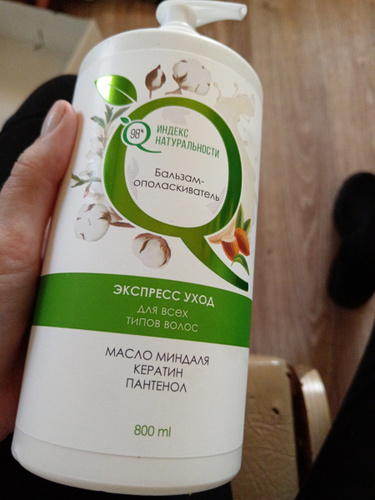 98%
ИНДЕКС
НАТУРАЛЬНОСТИ
Бальзам-
ополаскиватель
ЭКСПРЕСС УХОД
для всех
типов волос
МАСЛО МИНДАЛЯ
КЕРАТИН
ПАНТЕНОЛ
800 ml